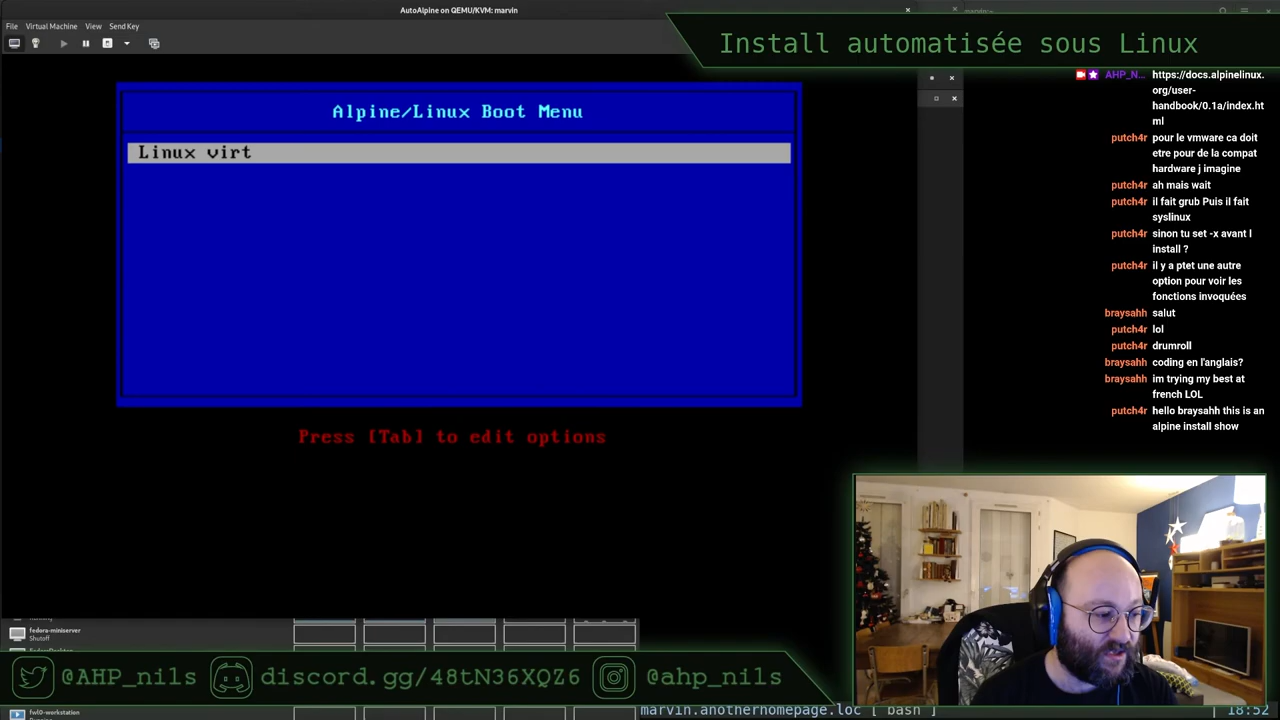 AutoAlpine on QEMU/KVM: marvin
File Virtual Machine View Send Key
Install automatisée sous Linux
Alpine/Linux Boot Menu
Linux virt
Press [Tab] to edit options
AHP_N... https://docs.alpinelinux.
org/user-
handbook/0.1a/index.ht
ml
putch4r pour le vmware ca doit
etre pour de la compat
hardware j imagine
putch4r ah mais wait
putch4r il fait grub Puis il fait
syslinux
putch4r sinon tu set -x avant l
install ?
putch4r il y a ptet une autre
option pour voir les
fonctions invoquées
braysahh salut
putch4r lol
putch4r drumroll
braysahh coding en l'anglais?
braysahh im trying my best at
french LOL
putch4r hello braysahh this is an
alpine install show
fedora-miniserver
Shutoff
@AHP_nils discord.gg/48tN36XQZ6 @ahp_nils
fwl0-workstation
Running
marvin.anotherhomepage.loc [ bash ] 18:52